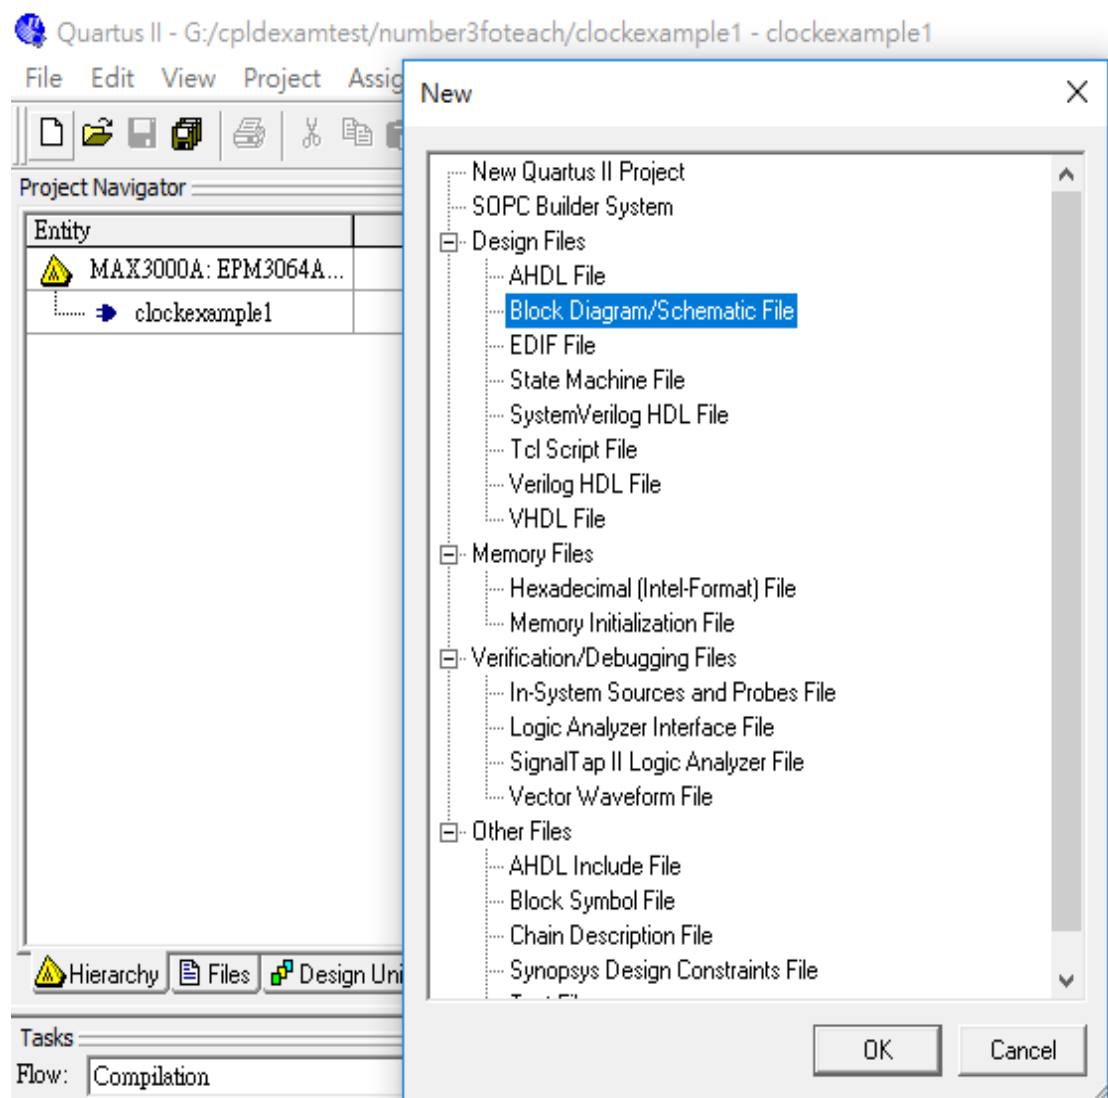 Quartus II - G:/cpldexamtest/number3foteach/clockexample1 - clockexample1
File Edit View Project Assig
New
Project Navigator
Entity
MAX3000A: EPM3064A...
clockexample1
New Quartus II Project
SOPC Builder System
Design Files
AHDL File
Block Diagram/Schematic File
EDIF File
State Machine File
SystemVerilog HDL File
Tcl Script File
Verilog HDL File
VHDL File
Memory Files
Hexadecimal (Intel-Format) File
Memory Initialization File
Verification/Debugging Files
In-System Sources and Probes File
Logic Analyzer Interface File
SignalTap II Logic Analyzer File
Vector Waveform File
Other Files
AHDL Include File
Block Symbol File
Chain Description File
Synopsys Design Constraints File
Hierarchy Files Design Uni
Tasks
Flow: Compilation
OK Cancel